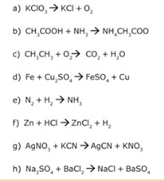 a) KClO₃ → KCl + O₂
b) CH₃COOH + NH₃ → NH₄CH₃COO
c) CH₃CH₃ + O₂→ CO₂ + H₂O
d) Fe + Cu₂SO₄ → FeSO₄ + Cu
e) N₂ + H₂ → NH₃
f) Zn + HCl → ZnCl₂ + H₂
g) AgNO₃ + KCN → AgCN + KNO₃
h) Na₂SO₄ + BaCl₂ → NaCl + BaSO₄